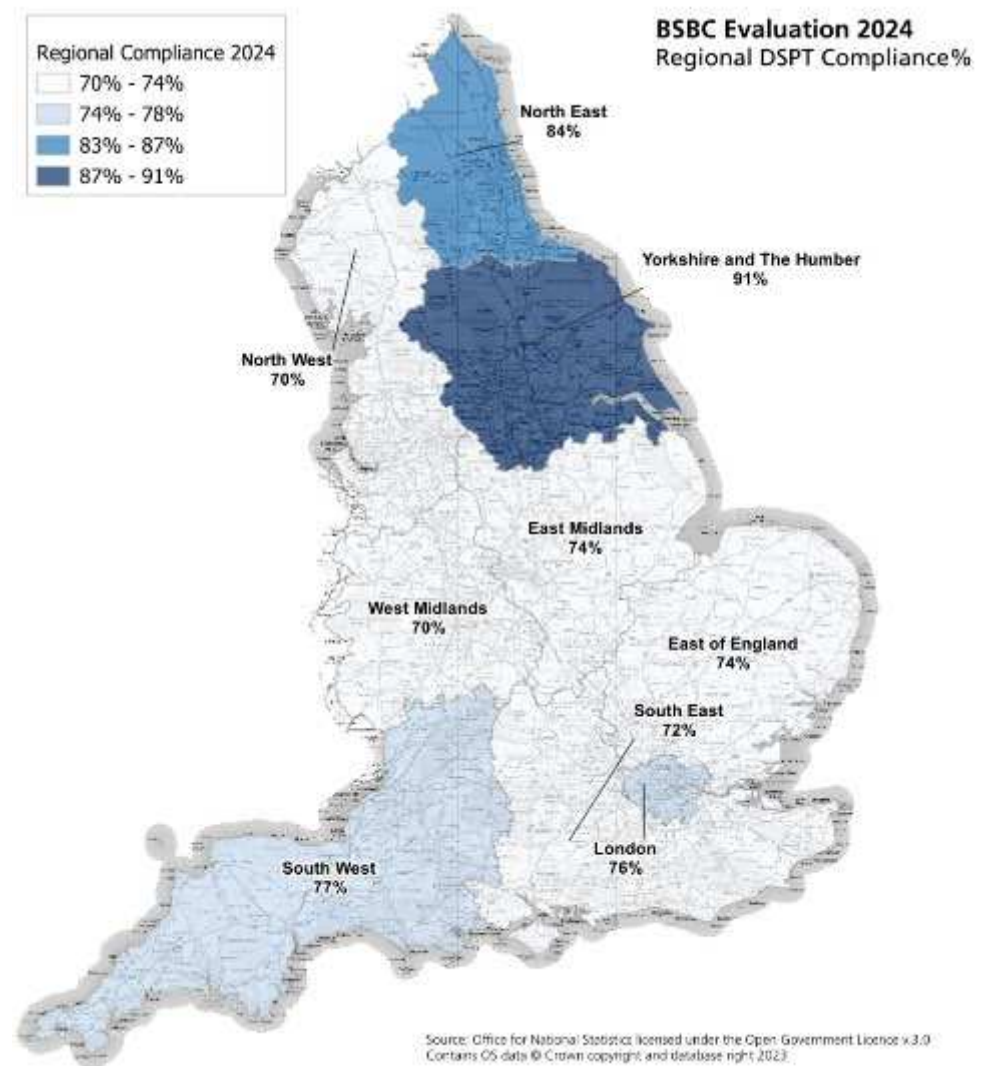 BSBC Evaluation 2024
Regional DSPT Compliance%
Regional Compliance 2024
70% - 74%
74% - 78%
83% - 87%
87% - 91%
North East
84%
Yorkshire and The Humber
91%
North West
70%
East Midlands
74%
West Midlands
70%
East of England
74%
South East
72%
London
76%
South West
77%
Source: Office for National Statistics licensed under the Open Government Licence v.3.0
Contains OS data © Crown copyright and database right 2023